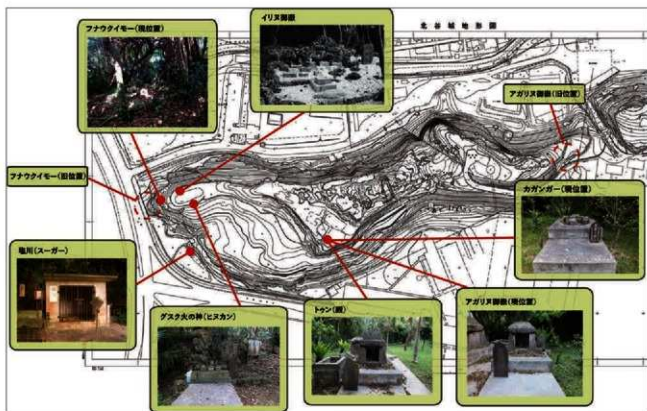 北谷城地形図
フナウクイモー(現位置)
イリヌ御嶽
アガリヌ御嶽(旧位置)
フナウクイモー(旧位置)
カガンガー(現位置)
塩川(スーガー)
グスク火の神(ヒヌカン)
トゥン(殿)
アガリヌ御嶽(現位置)